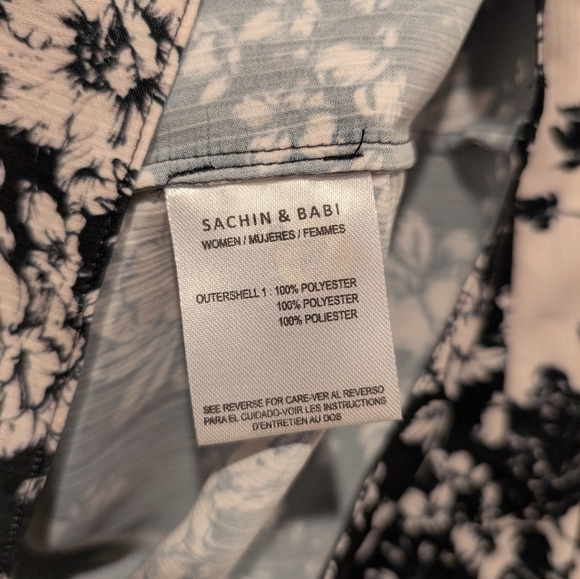 SACHIN & BABI
WOMEN / MUJERES / FEMMES
OUTERSHELL 1 : 100% POLYESTER
100% POLYESTER
100% POLIESTER
SEE REVERSE FOR CARE-VER AL REVERSO
PARA EL CUIDADO-VOIR LES INSTRUCTIONS
D'ENTRETIEN AU DOS